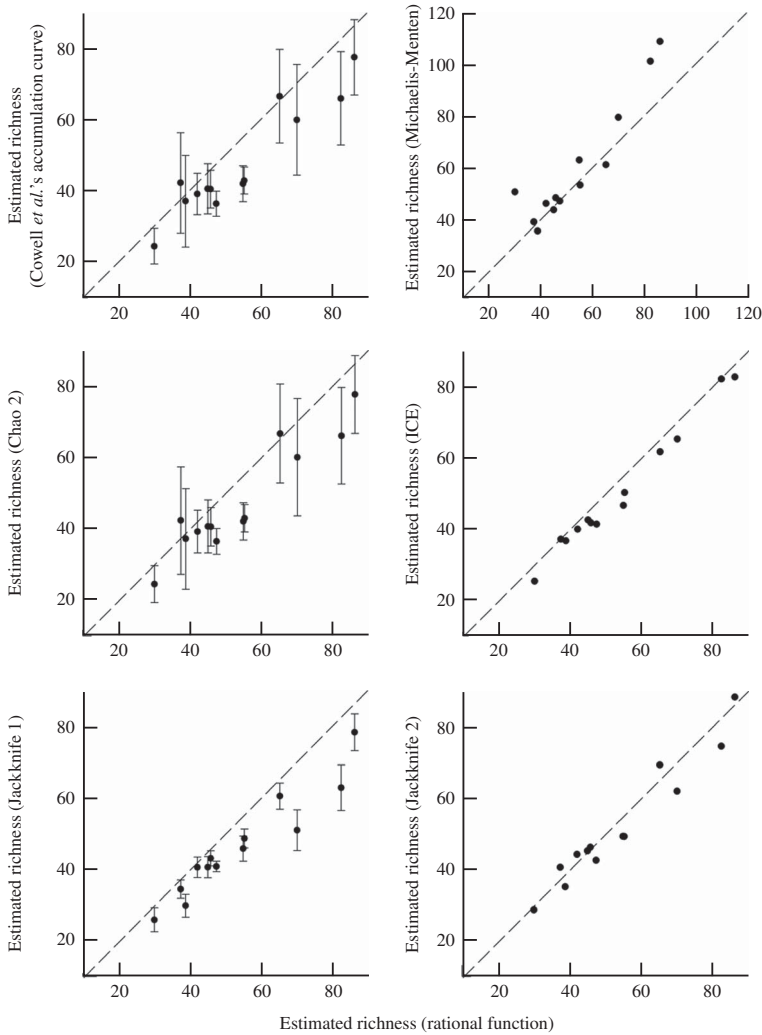 Estimated richness
(Cowell et al.'s accumulation curve)
80
60
40
20
20 40 60 80
Estimated richness (Michaelis-Menten)
120
100
80
60
40
20
20 40 60 80 100 120
Estimated richness (Chao 2)
80
60
40
20
20 40 60 80
Estimated richness (ICE)
80
60
40
20
20 40 60 80
Estimated richness (Jackknife 1)
80
60
40
20
20 40 60 80
Estimated richness (Jackknife 2)
80
60
40
20
20 40 60 80
Estimated richness (rational function)